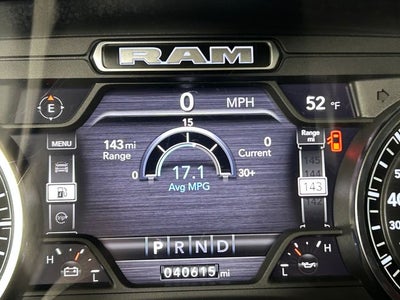 RAM
0 MPH
52 °F
E
15
143 mi
Range
0
Current
0
30+
17.1
Avg MPG
MENU
Range
mi
145
144
143
142
P R N D
H
L
040615 mi
L
H
40